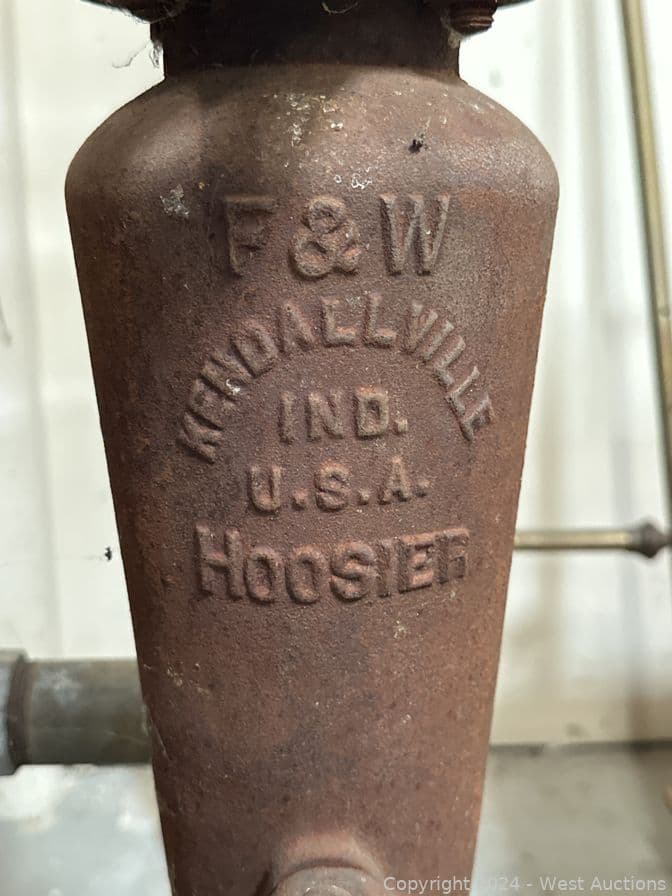 F & W
KENDALLVILLE
IND.
U.S.A.
HOOSIER
Copyright 2024 - West Auctions